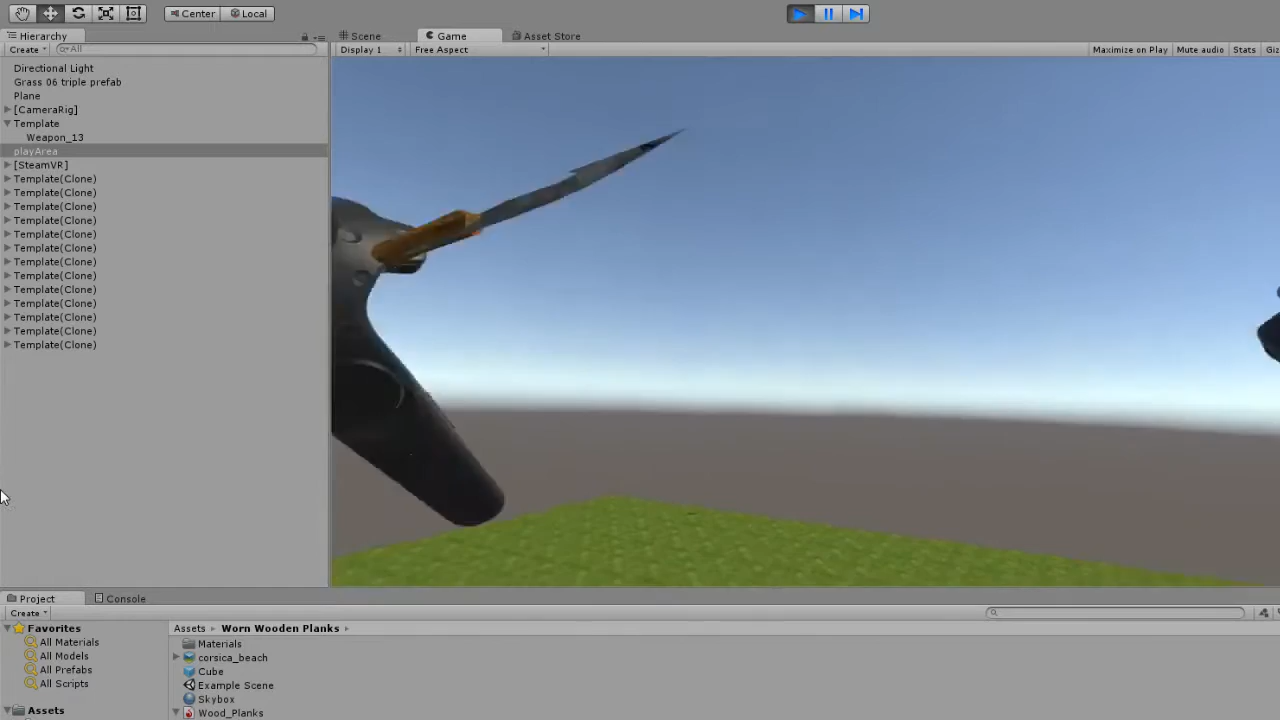 Center Local
Hierarchy Scene Game Asset Store
Create All Display 1 Free Aspect Maximize on Play Mute audio Stats Giz
Directional Light
Grass 06 triple prefab
Plane
[CameraRig]
Template
Weapon_13
playArea
[SteamVR]
Template(Clone)
Template(Clone)
Template(Clone)
Template(Clone)
Template(Clone)
Template(Clone)
Template(Clone)
Template(Clone)
Template(Clone)
Template(Clone)
Template(Clone)
Template(Clone)
Template(Clone)
Project Console
Create
Favorites
All Materials
All Models
All Prefabs
All Scripts
Assets
Assets Worn Wooden Planks
Materials
corsica_beach
Cube
Example Scene
Skybox
Wood_Planks